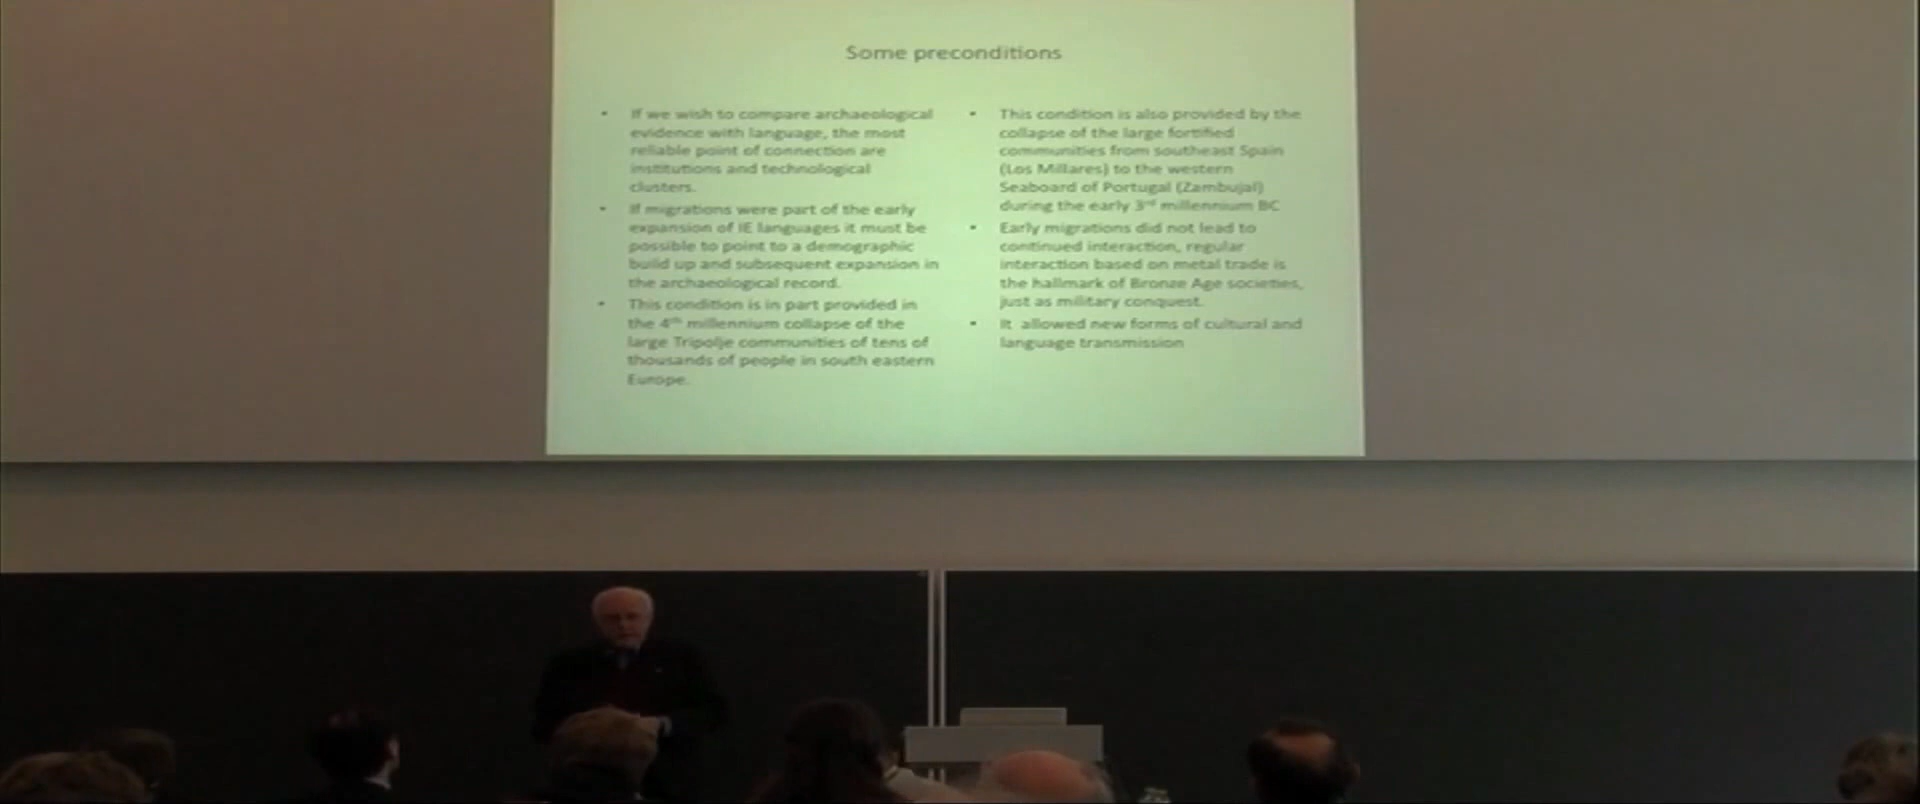 Some preconditions
• If we wish to compare archaeological
evidence with language, the most
reliable point of connection are
institutions and technological
clusters.
• If migrations were part of the early
expansion of IE languages it must be
possible to point to a demographic
build up and subsequent expansion in
the archaeological record.
• This condition is in part provided in
the 4th millennium collapse of the
large Tripolje communities of tens of
thousands of people in south eastern
Europe.
• This condition is also provided by the
collapse of the large fortified
communities from southeast Spain
(Los Millares) to the western
Seaboard of Portugal (Zambujal)
during the early 3rd millennium BC
• Early migrations did not lead to
continued interaction, regular
interaction based on metal trade is
the hallmark of Bronze Age societies,
just as military conquest.
• It allowed new forms of cultural and
language transmission